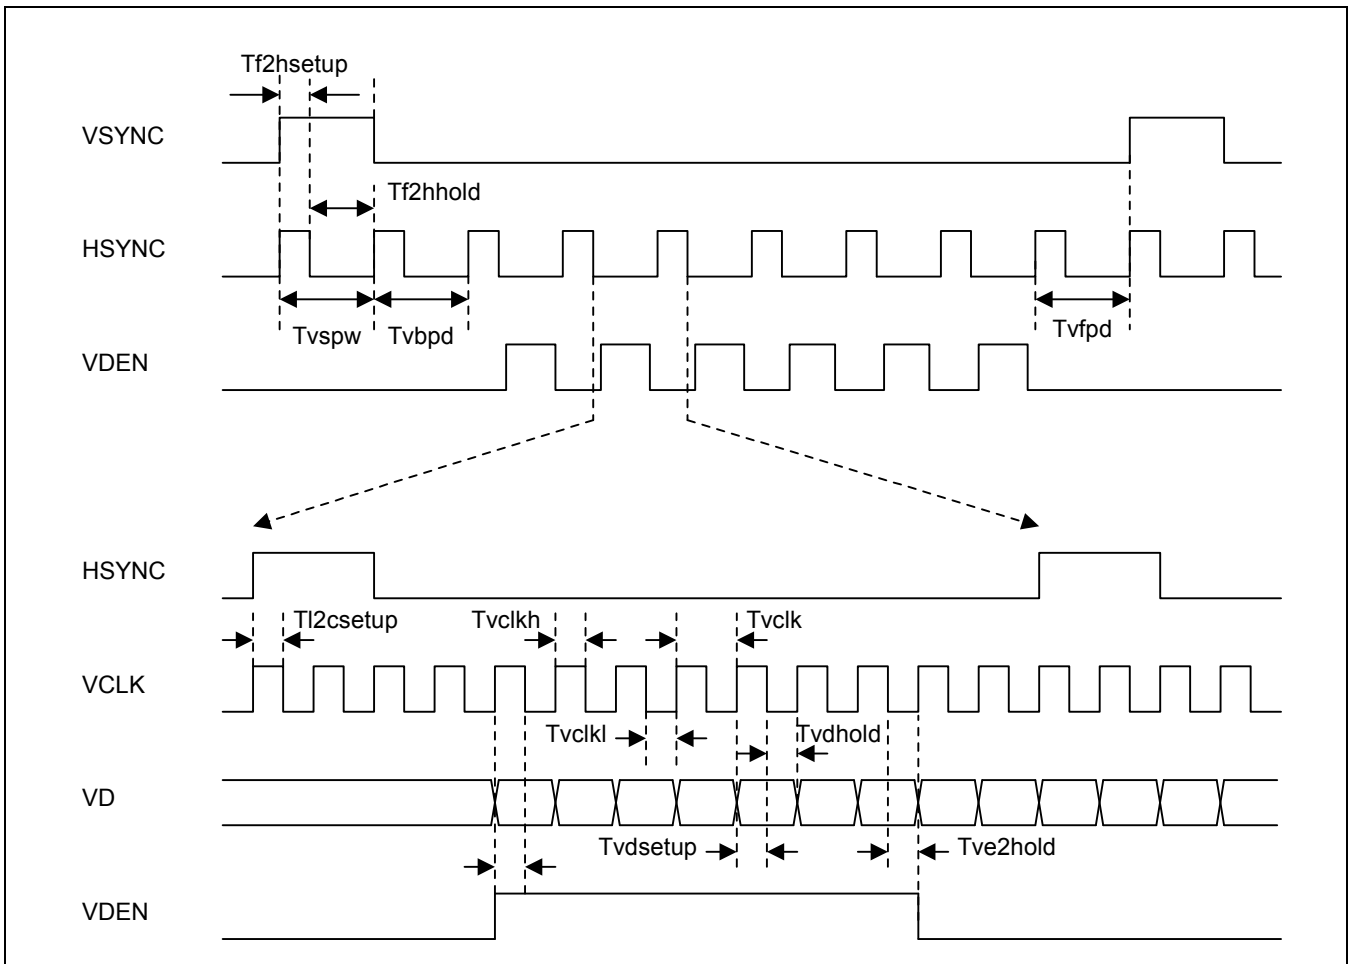 Tf2hsetup
VSYNC
Tf2hhold
HSYNC
Tvspw
Tvbpd
Tvfpd
VDEN
HSYNC
Tl2csetup
Tvclkh
Tvclk
VCLK
Tvclkl
Tvdhold
VD
Tvdsetup
Tve2hold
VDEN